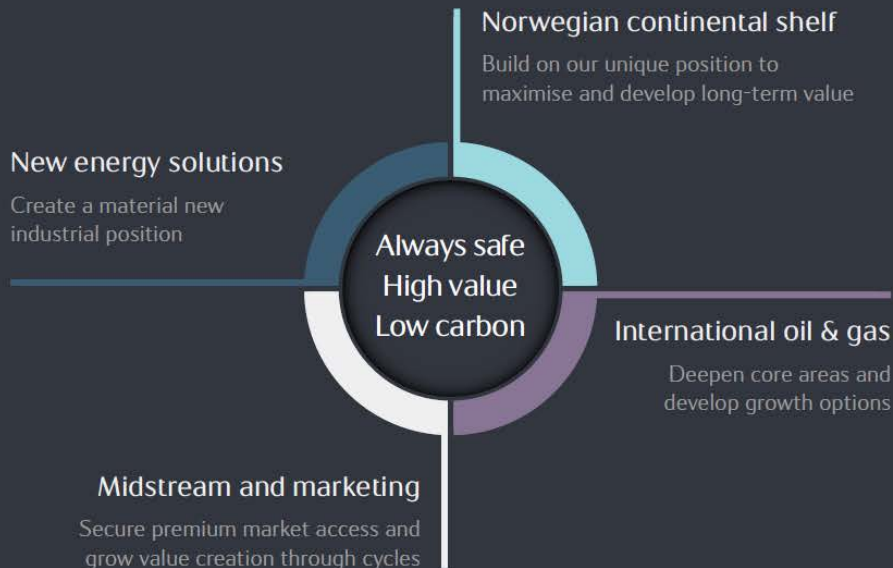 Norwegian continental shelf
Build on our unique position to
maximise and develop long-term value
New energy solutions
Create a material new
industrial position
Always safe
High value
Low carbon
International oil & gas
Deepen core areas and
develop growth options
Midstream and marketing
Secure premium market access and
grow value creation through cycles